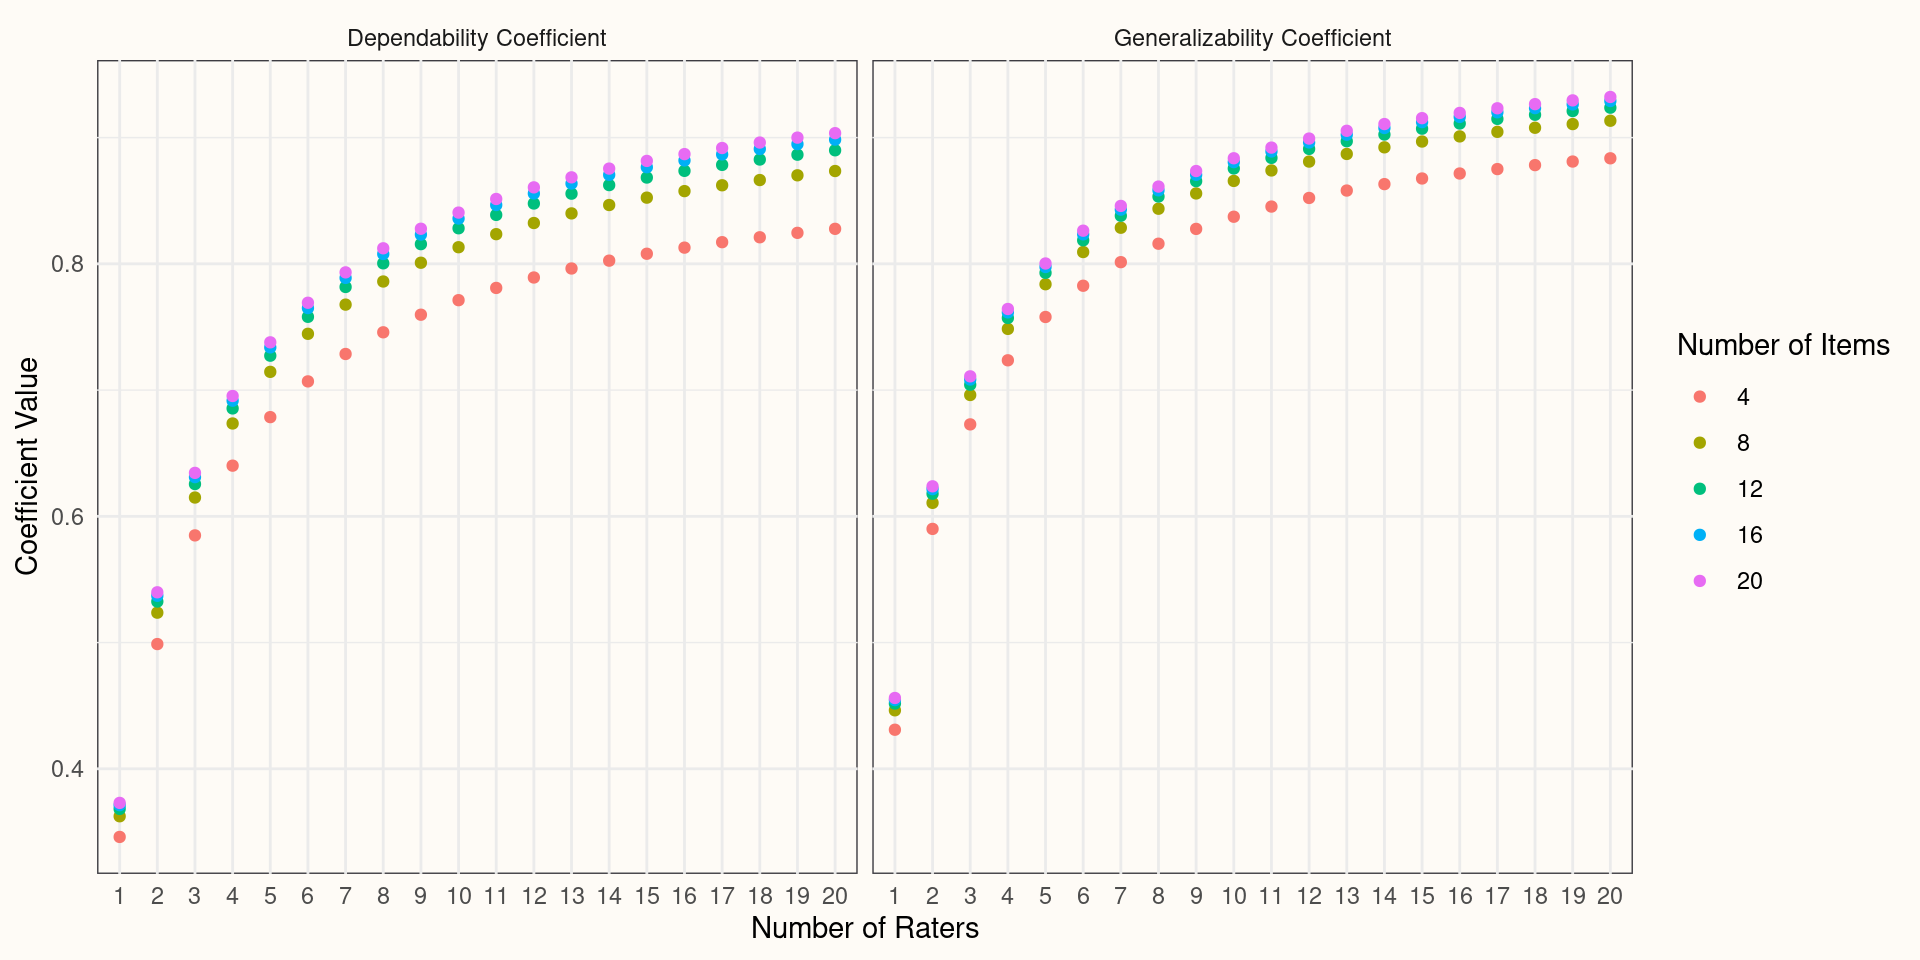 Dependability Coefficient
Generalizability Coefficient
Coefficient Value
0.8
0.6
0.4
1 2 3 4 5 6 7 8 9 10 11 12 13 14 15 16 17 18 19 20
1 2 3 4 5 6 7 8 9 10 11 12 13 14 15 16 17 18 19 20
Number of Raters
Number of Items
4
8
12
16
20